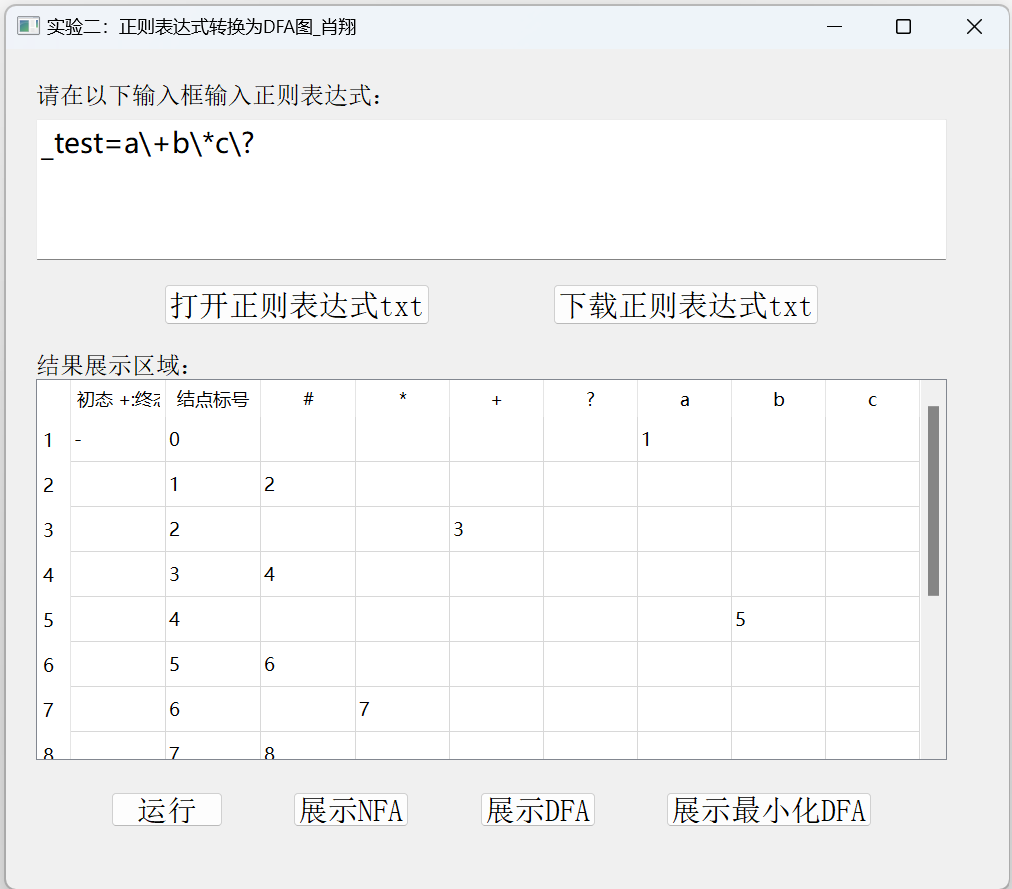 实验二：正则表达式转换为DFA图_肖翔
请在以下输入框输入正则表达式：
_test=a\+b\*c\?
打开正则表达式txt 下载正则表达式txt
结果展示区域：
初态 +:终态 结点标号 # * + ? a b c
1 - 0 1
2 1 2
3 2 3
4 3 4
5 4 5
6 5 6
7 6 7
8 7 8
运行 展示NFA 展示DFA 展示最小化DFA